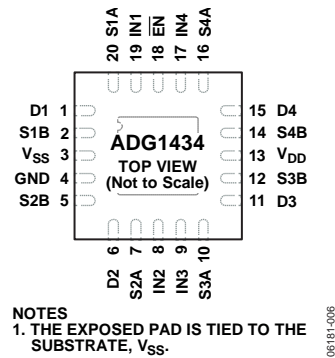 20 S1A
19 IN1
18 EN
17 IN4
16 S4A
D1 1
S1B 2
VSS 3
GND 4
S2B 5
ADG1434
TOP VIEW
(Not to Scale)
15 D4
14 S4B
13 VDD
12 S3B
11 D3
D2 6
S2A 7
IN2 8
IN3 9
S3A 10
NOTES
1. THE EXPOSED PAD IS TIED TO THE
SUBSTRATE, VSS.
06181-006